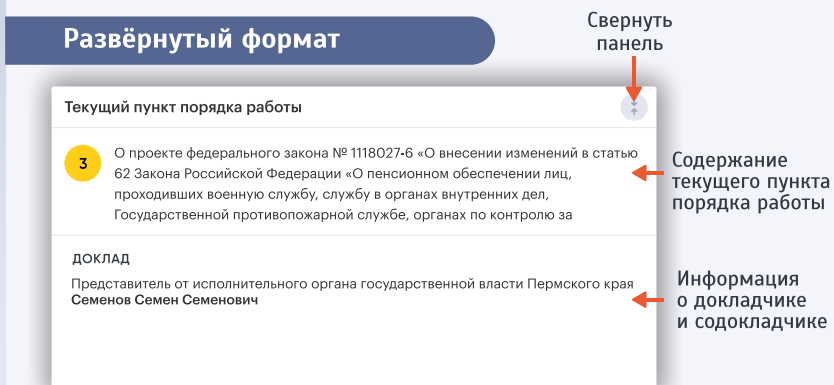 Развёрнутый формат
Свернуть
панель
Текущий пункт порядка работы
3
О проекте федерального закона № 1118027-6 «О внесении изменений в статью
62 Закона Российской Федерации «О пенсионном обеспечении лиц,
проходивших военную службу, службу в органах внутренних дел,
Государственной противопожарной службе, органах по контролю за
Содержание
текущего пункта
порядка работы
ДОКЛАД
Представитель от исполнительного органа государственной власти Пермского края
Семенов Семен Семенович
Информация
о докладчике
и содокладчике